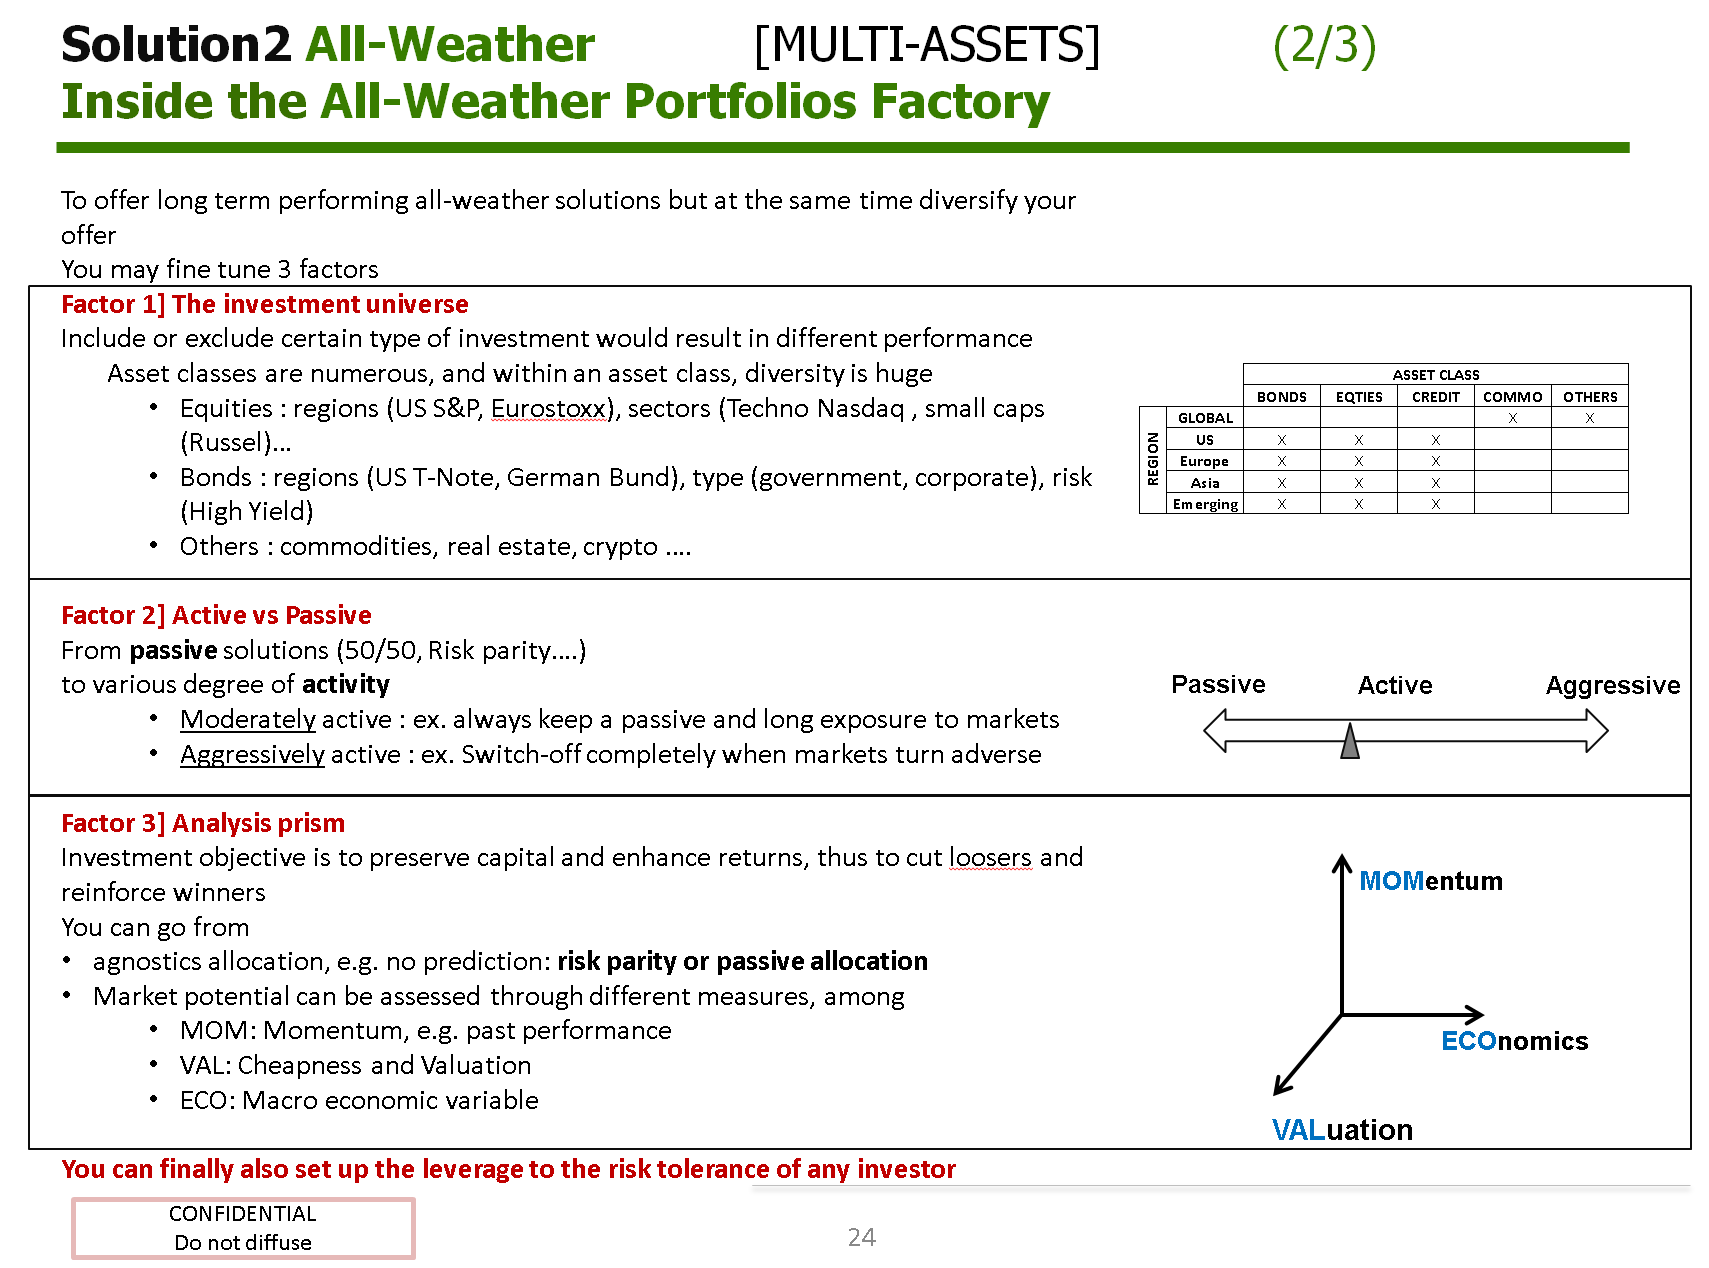 Solution2 All-Weather [MULTI-ASSETS] (2/3)
Inside the All-Weather Portfolios Factory
To offer long term performing all-weather solutions but at the same time diversify your
offer
You may fine tune 3 factors
Factor 1] The investment universe
Include or exclude certain type of investment would result in different performance
Asset classes are numerous, and within an asset class, diversity is huge
• Equities : regions (US S&P, Eurostoxx), sectors (Techno Nasdaq , small caps
(Russel)...
• Bonds : regions (US T-Note, German Bund), type (government, corporate), risk
(High Yield)
• Others : commodities, real estate, crypto ....
ASSET CLASS
BONDS EQTIES CREDIT COMMO OTHERS
REGION
GLOBAL X X
US X X X
Europe X X X
Asia X X X
Emerging X X X
Factor 2] Active vs Passive
From passive solutions (50/50, Risk parity....)
to various degree of activity
• Moderately active : ex. always keep a passive and long exposure to markets
• Aggressively active : ex. Switch-off completely when markets turn adverse
Passive Active Aggressive
Factor 3] Analysis prism
Investment objective is to preserve capital and enhance returns, thus to cut loosers and
reinforce winners
You can go from
• agnostics allocation, e.g. no prediction: risk parity or passive allocation
• Market potential can be assessed through different measures, among
• MOM: Momentum, e.g. past performance
• VAL: Cheapness and Valuation
• ECO: Macro economic variable
MOMentum
ECOnomics
VALuation
You can finally also set up the leverage to the risk tolerance of any investor
CONFIDENTIAL
Do not diffuse
24